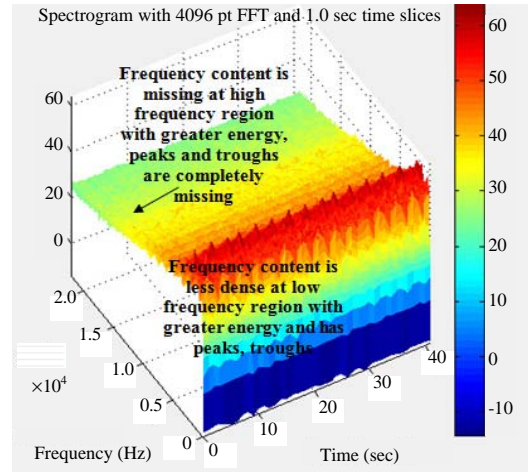 Spectrogram with 4096 pt FFT and 1.0 sec time slices
Frequency content is
missing at high
frequency region
with greater energy,
peaks and troughs
are completely
missing
Frequency content is
less dense at low
frequency region with
greater energy and has
peaks, troughs
60
40
20
0
2.0
1.5
1.0
0.5
0
×10⁴
Frequency (Hz)
0
10
20
30
40
Time (sec)
60
50
40
30
20
10
0
-10